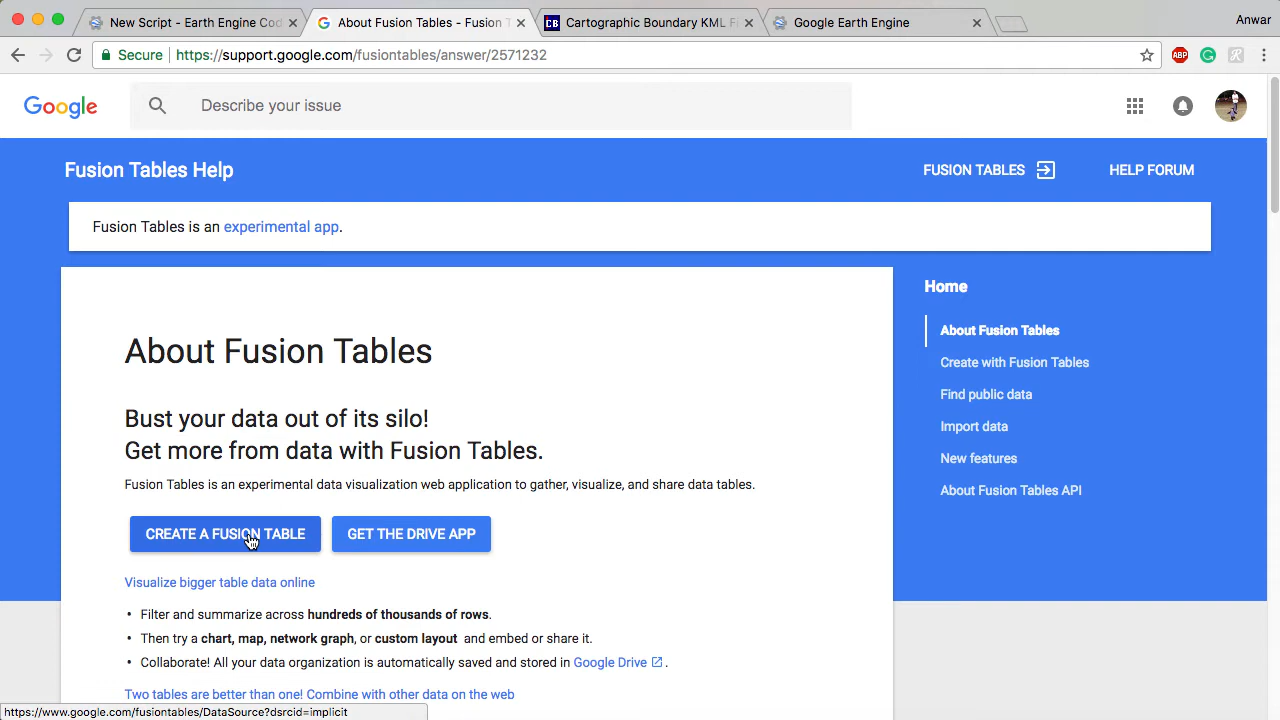 New Script - Earth Engine Cod
About Fusion Tables - Fusion T
Cartographic Boundary KML Fi
Google Earth Engine
Anwar
Secure
https://support.google.com/fusiontables/answer/2571232
ABP
Google
Describe your issue
Fusion Tables Help
FUSION TABLES
HELP FORUM
Fusion Tables is an experimental app.
About Fusion Tables
Bust your data out of its silo!
Get more from data with Fusion Tables.
Fusion Tables is an experimental data visualization web application to gather, visualize, and share data tables.
CREATE A FUSION TABLE
GET THE DRIVE APP
Visualize bigger table data online
• Filter and summarize across hundreds of thousands of rows.
• Then try a chart, map, network graph, or custom layout and embed or share it.
• Collaborate! All your data organization is automatically saved and stored in Google Drive.
Two tables are better than one! Combine with other data on the web
Home
About Fusion Tables
Create with Fusion Tables
Find public data
Import data
New features
About Fusion Tables API
https://www.google.com/fusiontables/DataSource?dsrcid=implicit